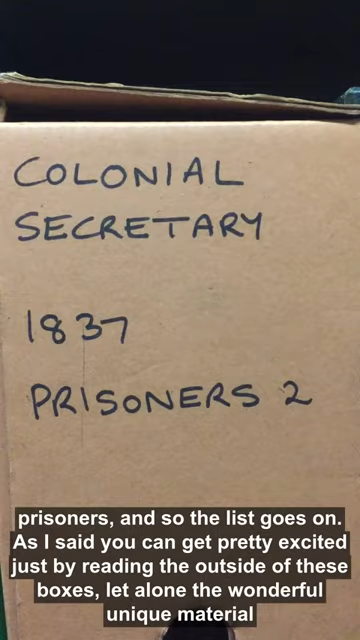 COLONIAL
SECRETARY
1837
PRISONERS 2
prisoners, and so the list goes on.
As I said you can get pretty excited
just by reading the outside of these
boxes, let alone the wonderful
unique material